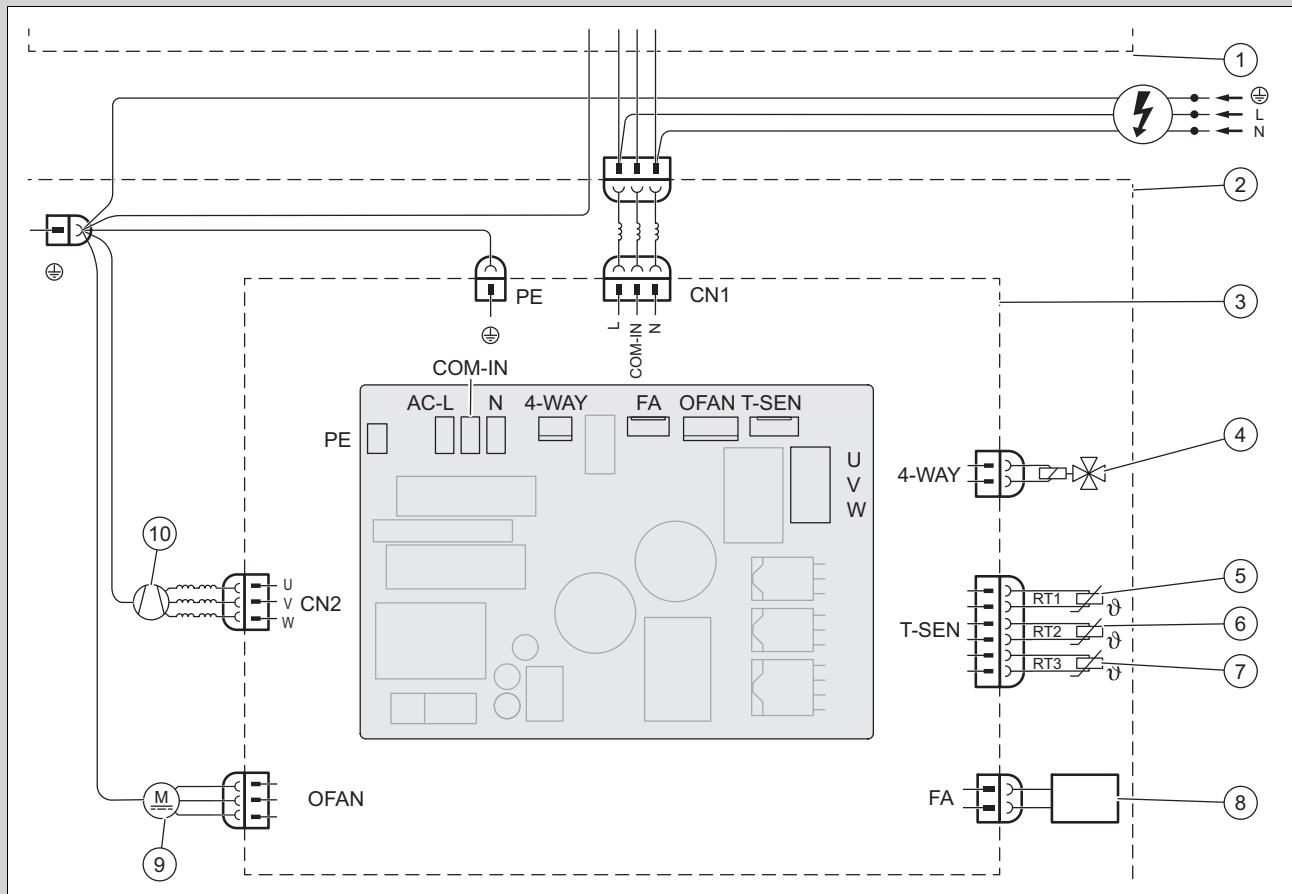 1
L
N
2
PE
CN1
3
L
COM-IN
N
COM-IN
AC-L N 4-WAY FA OFAN T-SEN
PE
U
V
W
4-WAY
4
10
U
V
W
CN2
T-SEN
RT1 ϑ
5
RT2 ϑ
6
RT3 ϑ
7
M
OFAN
FA
8
9